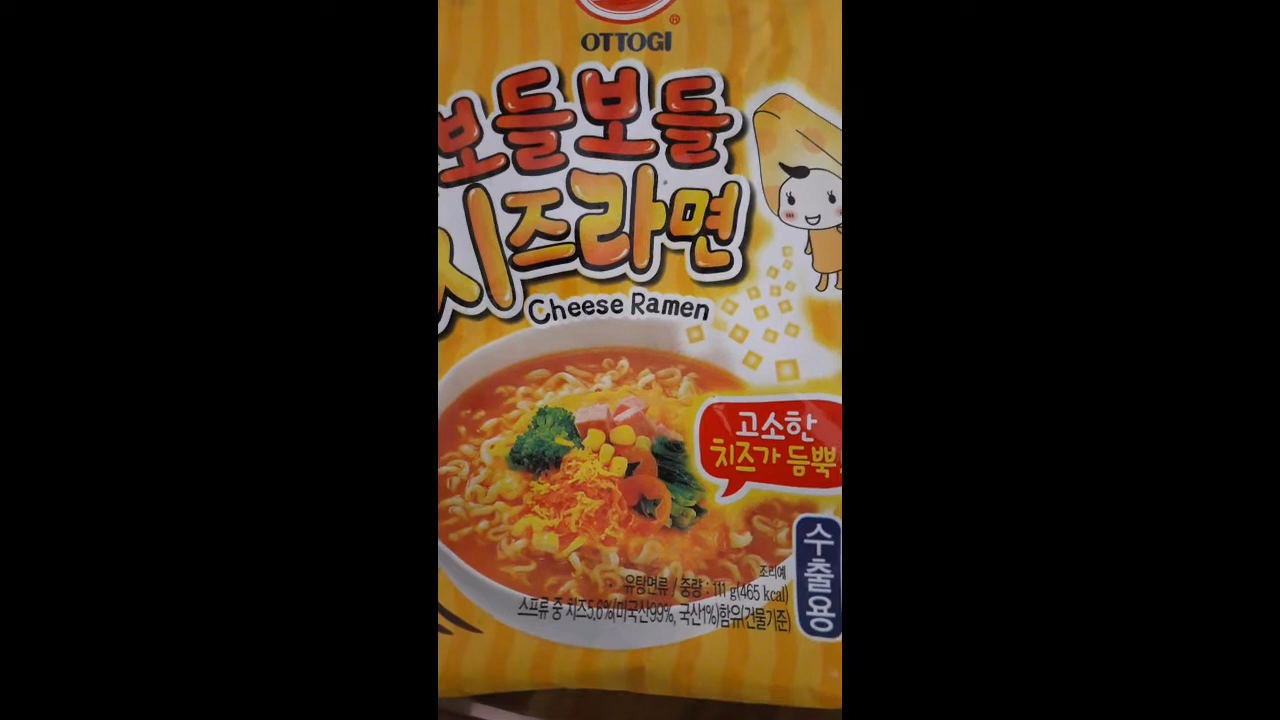 ®
OTTOGI
보들보들
치즈라면
Cheese Ramen
고소한
치즈가 듬뿍
수출용
조리예
유탕면류 / 중량 : 111 g(465 kcal)
스프류 중 치즈5.6%(미국산99%, 국산1%)함유(건물기준)